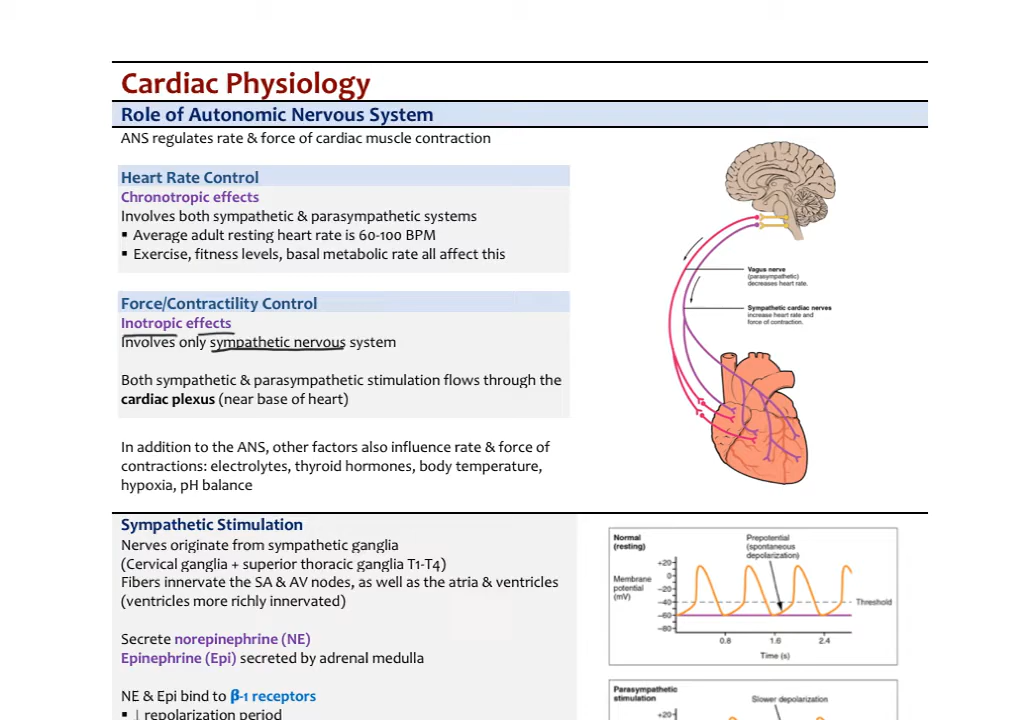 Cardiac Physiology
Role of Autonomic Nervous System
ANS regulates rate & force of cardiac muscle contraction
Heart Rate Control
Chronotropic effects
Involves both sympathetic & parasympathetic systems
▪ Average adult resting heart rate is 60-100 BPM
▪ Exercise, fitness levels, basal metabolic rate all affect this
Force/Contractility Control
Inotropic effects
Involves only sympathetic nervous system
Both sympathetic & parasympathetic stimulation flows through the
cardiac plexus (near base of heart)
In addition to the ANS, other factors also influence rate & force of
contractions: electrolytes, thyroid hormones, body temperature,
hypoxia, pH balance
Vagus nerve
(parasympathetic)
decreases heart rate.
Sympathetic cardiac nerves
increase heart rate and
force of contraction.
Sympathetic Stimulation
Nerves originate from sympathetic ganglia
(Cervical ganglia + superior thoracic ganglia T1-T4)
Fibers innervate the SA & AV nodes, as well as the atria & ventricles
(ventricles more richly innervated)
Secrete norepinephrine (NE)
Epinephrine (Epi) secreted by adrenal medulla
NE & Epi bind to β-1 receptors
▪ ↓ repolarization period
Normal
(resting)
Prepotential
(spontaneous
depolarization)
Membrane
potential
(mV)
+20
0
−20
−40
−60
−80
Threshold
0.8 1.6 2.4
Time (s)
Parasympathetic
stimulation
Slower depolarization
+20